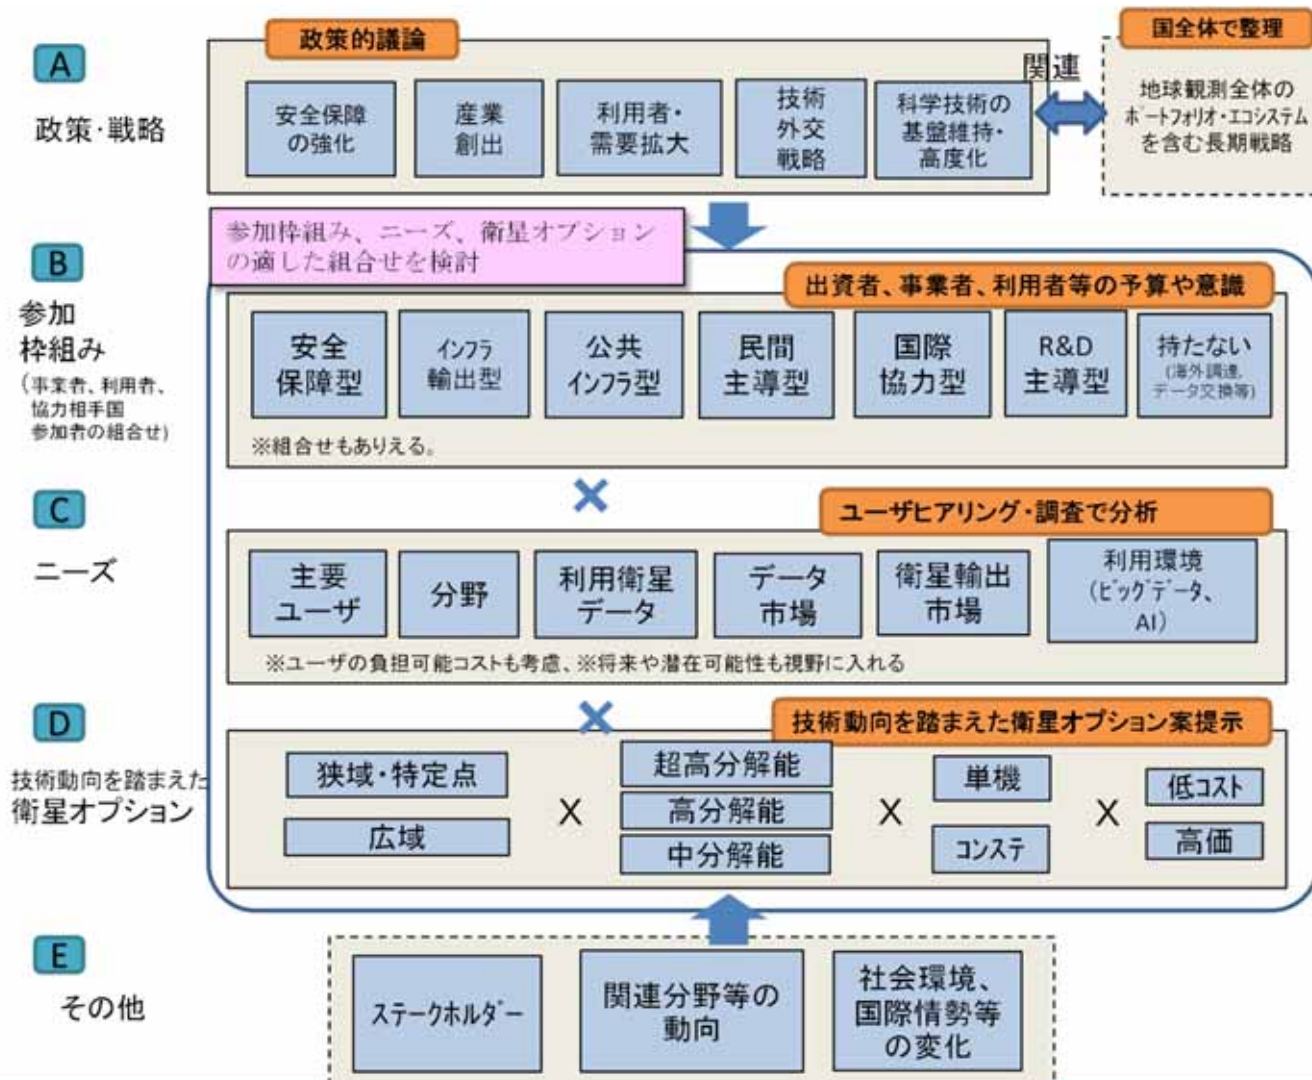 A
政策・戦略
政策的議論
安全保障
の強化
産業
創出
利用者・
需要拡大
技術
外交
戦略
科学技術の
基盤維持・
高度化
関連
国全体で整理
地球観測全体の
ﾎﾟｰﾄﾌｫﾘｵ・ｴｺｼｽﾃﾑ
を含む長期戦略
参加枠組み、ニーズ、衛星オプション
の適した組合せを検討
B
参加
枠組み
(事業者、利用者、
協力相手国
参加者の組合せ)
出資者、事業者、利用者等の予算や意識
安全
保障型
ｲﾝﾌﾗ
輸出型
公共
ｲﾝﾌﾗ型
民間
主導型
国際
協力型
R&D
主導型
持たない
(海外調達,
データ交換等)
※組合せもありえる。
×
C
ニーズ
ユーザヒアリング・調査で分析
主要
ユーザ
分野
利用衛星
データ
データ
市場
衛星輸出
市場
利用環境
(ﾋﾞｯｸﾞﾃﾞｰﾀ、
AI)
※ユーザの負担可能コストも考慮、※将来や潜在可能性も視野に入れる
×
D
技術動向を踏まえた
衛星オプション
技術動向を踏まえた衛星オプション案提示
狭域・特定点
広域
X
超高分解能
高分解能
中分解能
X
単機
ｺﾝｽﾃ
X
低ｺｽﾄ
高価
E
その他
ｽﾃｰｸﾎﾙﾀﾞｰ
関連分野等の
動向
社会環境、
国際情勢等
の変化